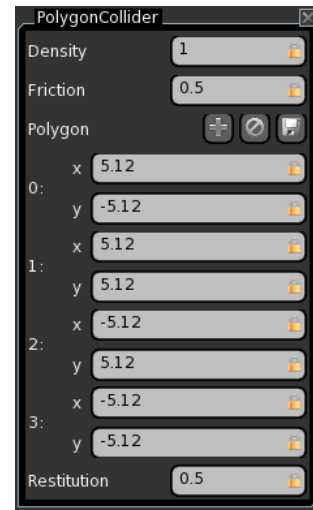 PolygonCollider
Density 1
Friction 0.5
Polygon
0:
x 5.12
y -5.12
1:
x 5.12
y 5.12
2:
x -5.12
y 5.12
3:
x -5.12
y -5.12
Restitution 0.5